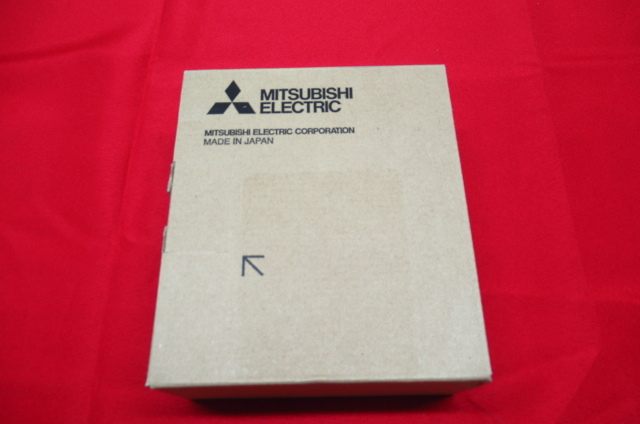 MITSUBISHI
ELECTRIC
MITSUBISHI ELECTRIC CORPORATION
MADE IN JAPAN